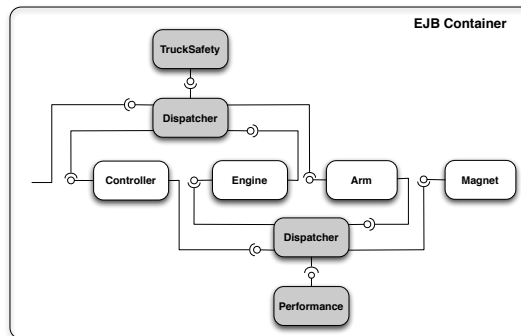 EJB Container
TruckSafety
Dispatcher
Controller
Engine
Arm
Magnet
Dispatcher
Performance